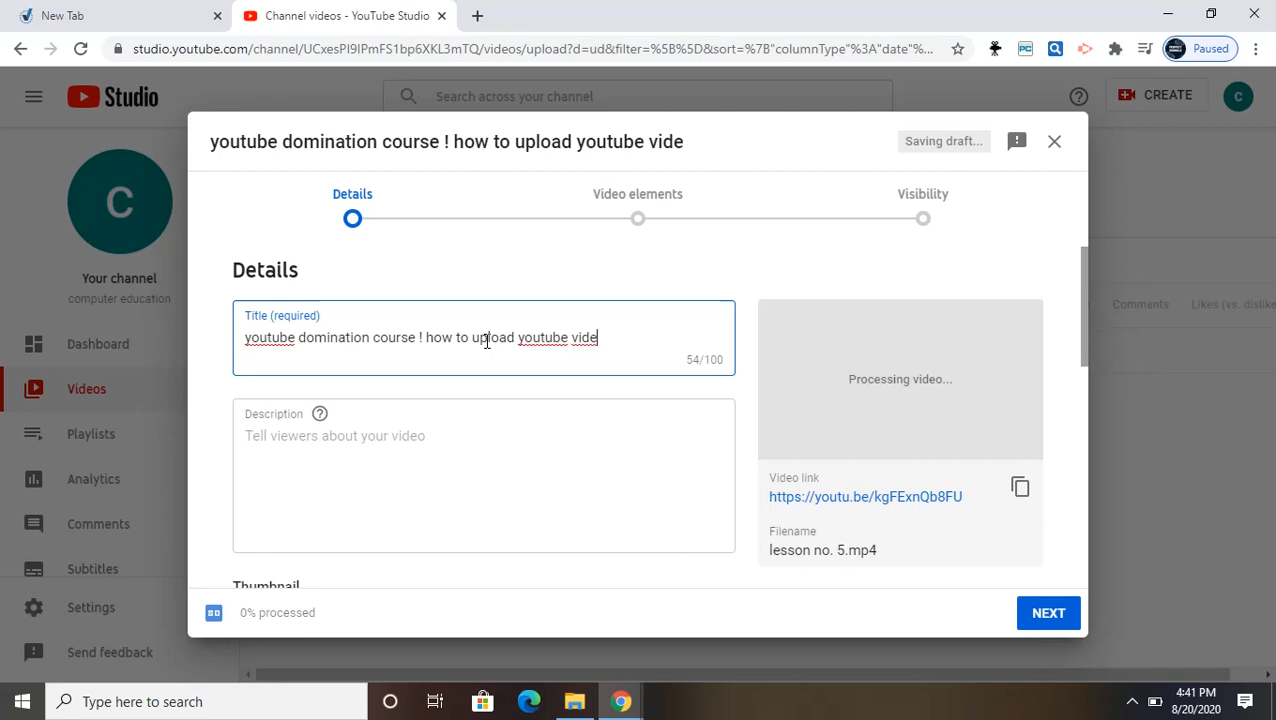 New Tab
Channel videos - YouTube Studio
studio.youtube.com/channel/UCxesPI9IPmFS1bp6XKL3mTQ/videos/upload?d=ud&filter=%5B%5D&sort=%7B"columnType"%3A"date"%...
Paused
Studio
Search across your channel
CREATE
C
youtube domination course ! how to upload youtube vide
Saving draft...
C
Details
Video elements
Visibility
Your channel
computer education
Details
Title (required)
youtube domination course ! how to upload youtube vide
54/100
Comments
Likes (vs. dislike
Dashboard
Processing video...
Videos
Description
Tell viewers about your video
Playlists
Analytics
Video link
https://youtu.be/kgFExnQb8FU
Comments
Filename
lesson no. 5.mp4
Subtitles
Thumbnail
Settings
SD
0% processed
NEXT
Send feedback
Type here to search
4:41 PM
8/20/2020